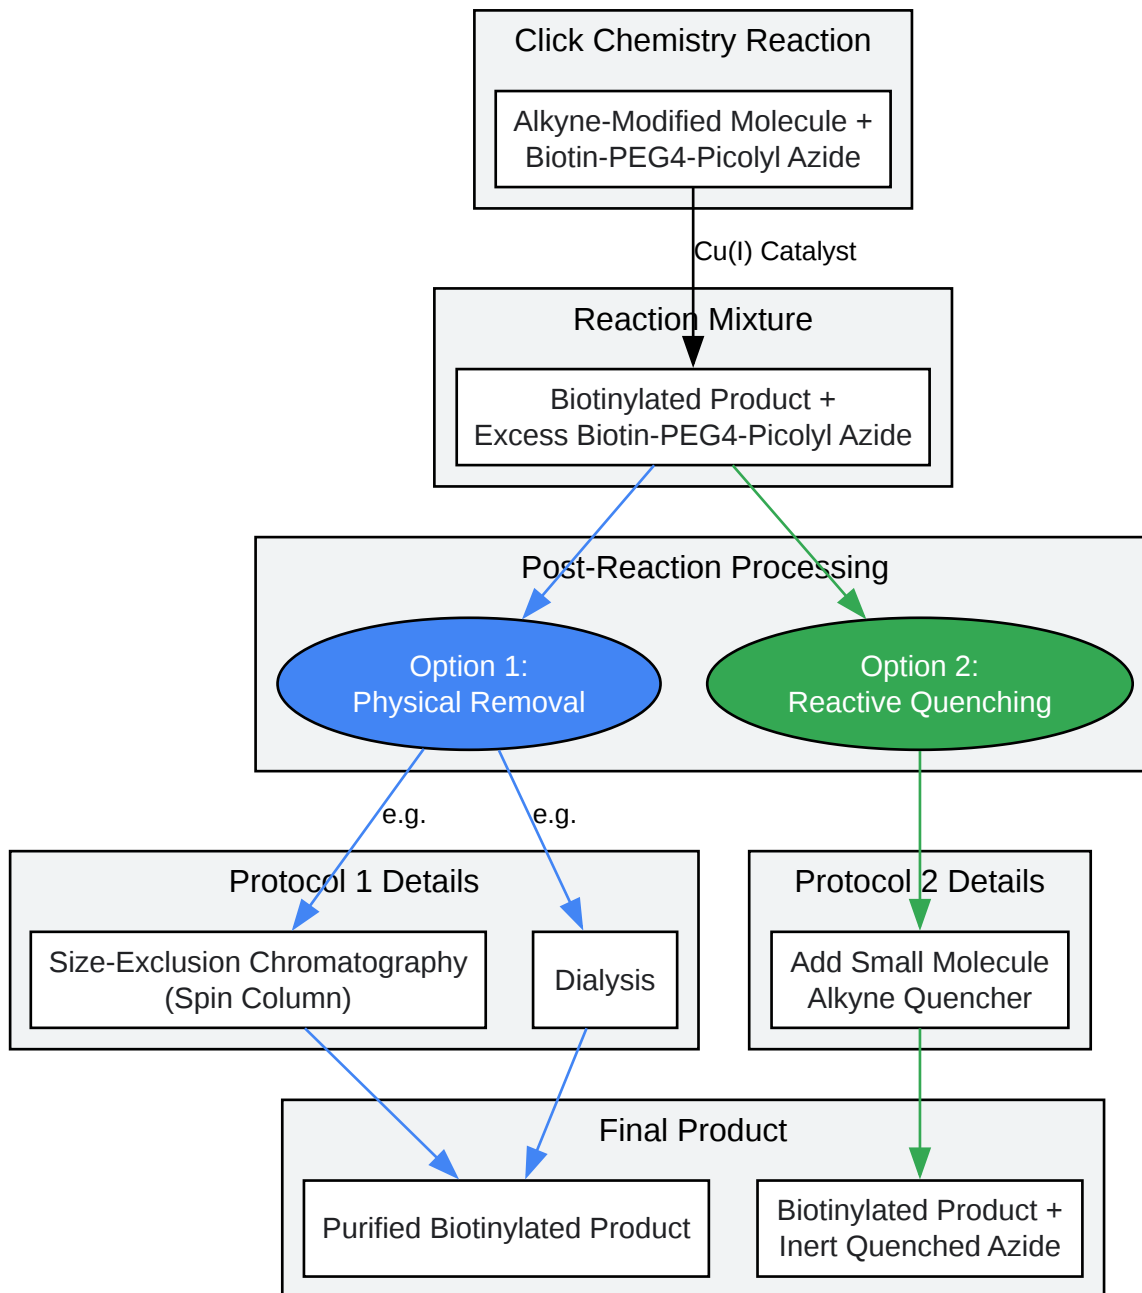 Click Chemistry Reaction
Alkyne-Modified Molecule +
Biotin-PEG4-Picolyl Azide
Cu(I) Catalyst
Reaction Mixture
Biotinylated Product +
Excess Biotin-PEG4-Picolyl Azide
Post-Reaction Processing
Option 1:
Physical Removal
Option 2:
Reactive Quenching
e.g.
e.g.
Protocol 1 Details
Size-Exclusion Chromatography
(Spin Column)
Dialysis
Protocol 2 Details
Add Small Molecule
Alkyne Quencher
Final Product
Purified Biotinylated Product
Biotinylated Product +
Inert Quenched Azide